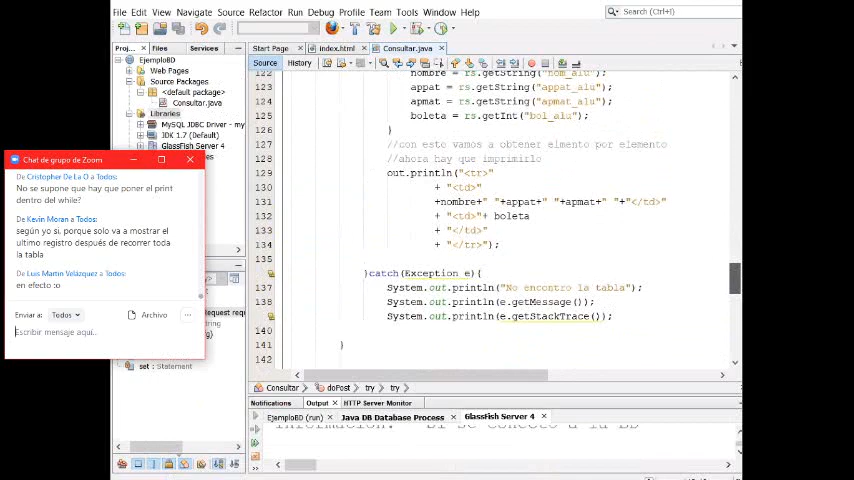 File Edit View Navigate Source Refactor Run Debug Profile Team Tools Window Help
Search (Ctrl+I)
Proj...
Files
Services
Start Page
index.html
Consultar.java
Source
History
EjemploBD
Web Pages
Source Packages
<default package>
Consultar.java
Libraries
MySQL JDBC Driver - my
JDK 1.7 (Default)
GlassFish Server 4
122 nombre = rs.getString("nom_alu");
123 appat = rs.getString("appat_alu");
124 apmat = rs.getString("apmat_alu");
125 boleta = rs.getInt("bol_alu");
126 }
127 //con esto vamos a obtener elmento por elemento
128 //ahora hay que imprimirlo
129 out.println("<tr>"
130 + "<td>"
131 +nombre+" "+appat+" "+apmat+" "+"</td>"
132 + "<td>"+ boleta
133 + "</td>"
134 + "</tr>");
135
}catch(Exception e){
137 System.out.println("No encontro la tabla");
138 System.out.println(e.getMessage());
System.out.println(e.getStackTrace());
140
141 }
142
Chat de grupo de Zoom
De Cristopher De La O a Todos:
No se supone que hay que poner el print
dentro del while?
De Kevin Moran a Todos:
según yo si, porque solo va a mostrar el
ultimo registro después de recorrer toda
la tabla
De Luis Martin Velázquez a Todos:
en efecto :o
Enviar a: Todos
Archivo
...
Escribir mensaje aquí...
set : Statement
Consultar
doPost
try
try
Notifications
Output
HTTP Server Monitor
EjemploBD (run)
Java DB Database Process
GlassFish Server 4
Información: Si se conecto a la BD